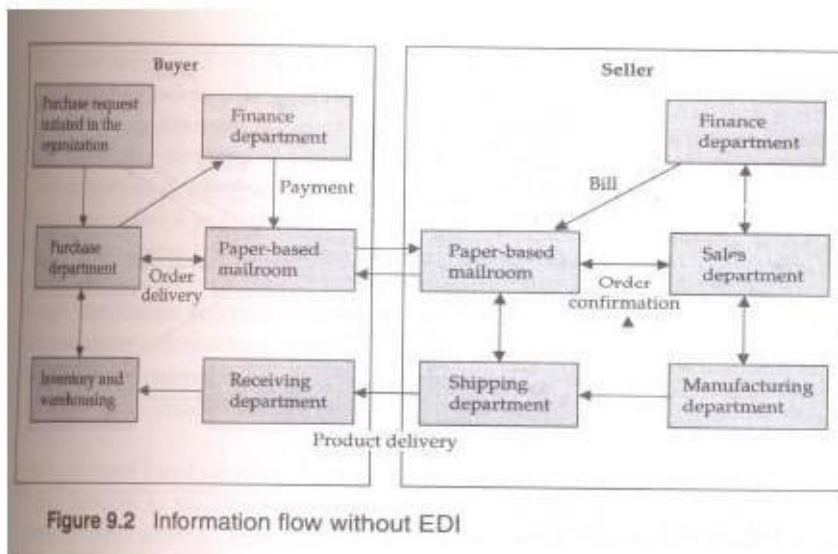 Buyer
Seller
Purchase request
initiated in the
organization
Finance
department
Finance
department
Payment
Bill
Purchase
department
Order
delivery
Paper-based
mailroom
Paper-based
mailroom
Order
confirmation
Sales
department
Inventory and
warehousing
Receiving
department
Shipping
department
Manufacturing
department
Product delivery
Figure 9.2 Information flow without EDI